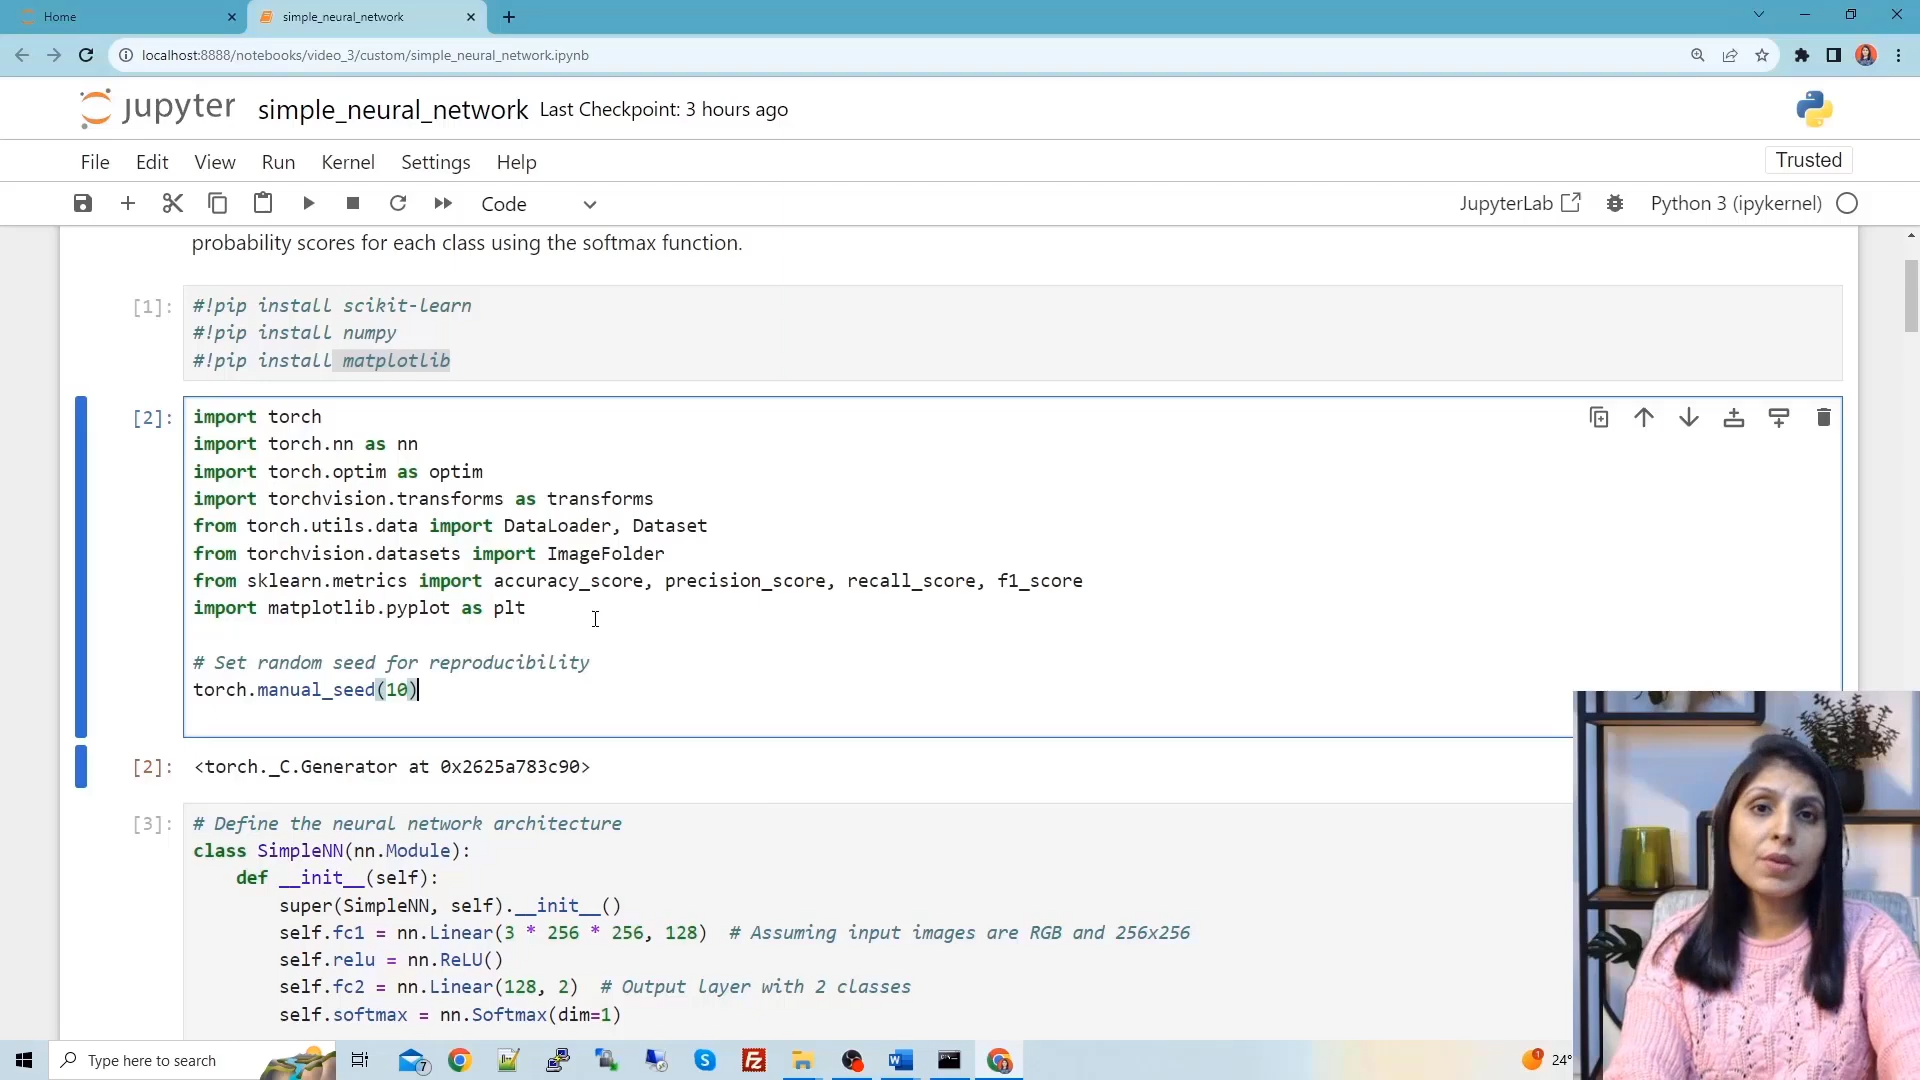 Home
simple_neural_network
localhost:8888/notebooks/video_3/custom/simple_neural_network.ipynb
jupyter
simple_neural_network Last Checkpoint: 3 hours ago
File Edit View Run Kernel Settings Help
Trusted
Code
JupyterLab
Python 3 (ipykernel)
probability scores for each class using the softmax function.
[1]: #!pip install scikit-learn
#!pip install numpy
#!pip install matplotlib
[2]: import torch
import torch.nn as nn
import torch.optim as optim
import torchvision.transforms as transforms
from torch.utils.data import DataLoader, Dataset
from torchvision.datasets import ImageFolder
from sklearn.metrics import accuracy_score, precision_score, recall_score, f1_score
import matplotlib.pyplot as plt
# Set random seed for reproducibility
torch.manual_seed(10)
[2]: <torch._C.Generator at 0x2625a783c90>
[3]: # Define the neural network architecture
class SimpleNN(nn.Module):
def __init__(self):
super(SimpleNN, self).__init__()
self.fc1 = nn.Linear(3 * 256 * 256, 128) # Assuming input images are RGB and 256x256
self.relu = nn.ReLU()
self.fc2 = nn.Linear(128, 2) # Output layer with 2 classes
self.softmax = nn.Softmax(dim=1)
Type here to search
7
1
24°